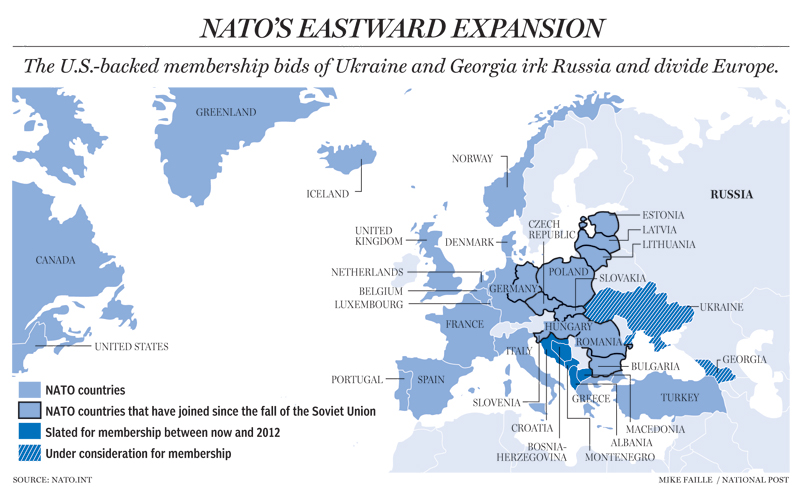 NATO'S EASTWARD EXPANSION
The U.S.-backed membership bids of Ukraine and Georgia irk Russia and divide Europe.
GREENLAND
NORWAY
ICELAND
RUSSIA
ESTONIA
LATVIA
LITHUANIA
UNITED
KINGDOM
DENMARK
CZECH
REPUBLIC
CANADA
NETHERLANDS
BELGIUM
LUXEMBOURG
GERMANY
POLAND
SLOVAKIA
UKRAINE
FRANCE
HUNGARY
ROMANIA
UNITED STATES
ITALY
GEORGIA
BULGARIA
PORTUGAL
SPAIN
SLOVENIA
GREECE
TURKEY
CROATIA
MACEDONIA
BOSNIA-
HERZEGOVINA
ALBANIA
MONTENEGRO
NATO countries
NATO countries that have joined since the fall of the Soviet Union
Slated for membership between now and 2012
Under consideration for membership
SOURCE: NATO.INT
MIKE FAILLE / NATIONAL POST